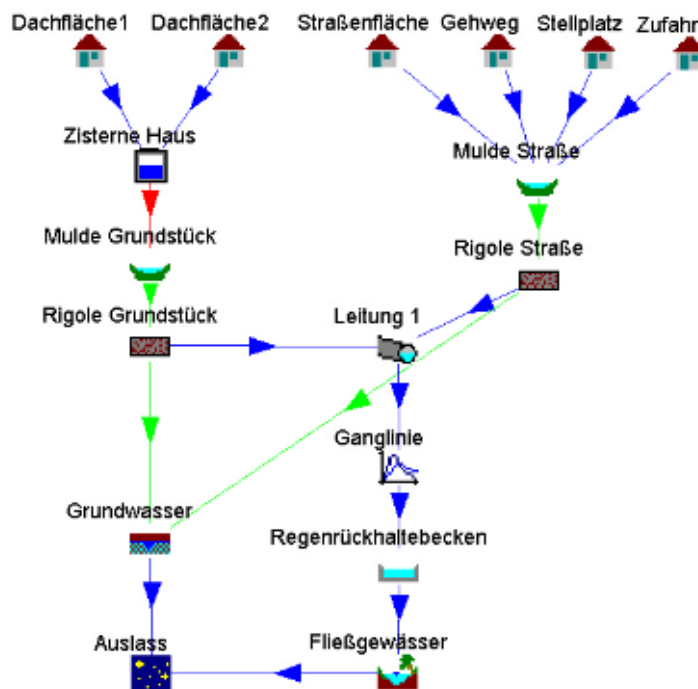 Dachfläche1 Dachfläche2 Straßenfläche Gehweg Stellplatz Zufahr
Zisterne Haus
Mulde Straße
Mulde Grundstück
Rigole Straße
Rigole Grundstück
Leitung 1
Ganglinie
Grundwasser
Regenrückhaltebecken
Auslass
Fließgewässer